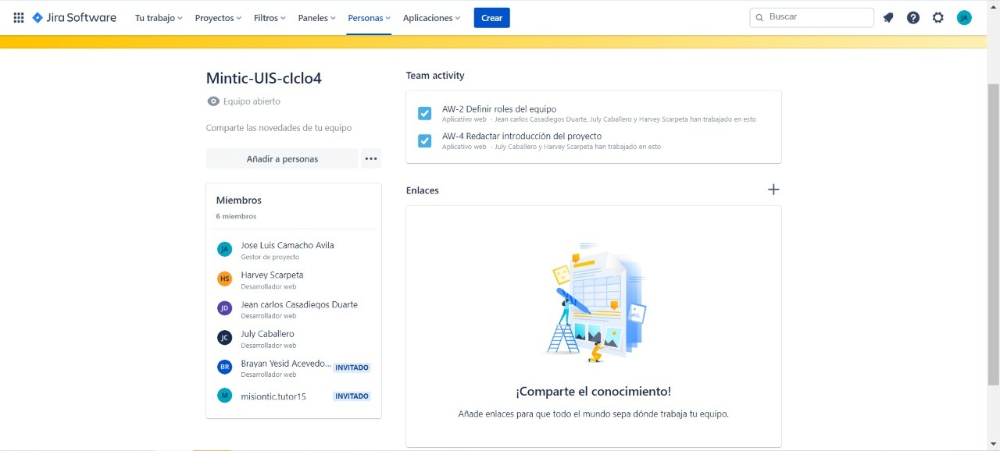 Jira Software Tu trabajo Proyectos Filtros Paneles Personas Aplicaciones Crear Buscar JA
Mintic-UIS-cIclo4
Equipo abierto
Comparte las novedades de tu equipo
Añadir a personas
Miembros
6 miembros
JA Jose Luis Camacho Avila
Gestor de proyecto
HS Harvey Scarpeta
Desarrollador web
JD Jean carlos Casadiegos Duarte
Desarrollador web
JC July Caballero
Desarrollador web
BR Brayan Yesid Acevedo... INVITADO
Desarrollador web
M misiontic.tutor15 INVITADO
Team activity
AW-2 Definir roles del equipo
Aplicativo web · Jean carlos Casadiegos Duarte, July Caballero y Harvey Scarpeta han trabajado en esto
AW-4 Redactar introducción del proyecto
Aplicativo web · July Caballero y Harvey Scarpeta han trabajado en esto
Enlaces
¡Comparte el conocimiento!
Añade enlaces para que todo el mundo sepa dónde trabaja tu equipo.